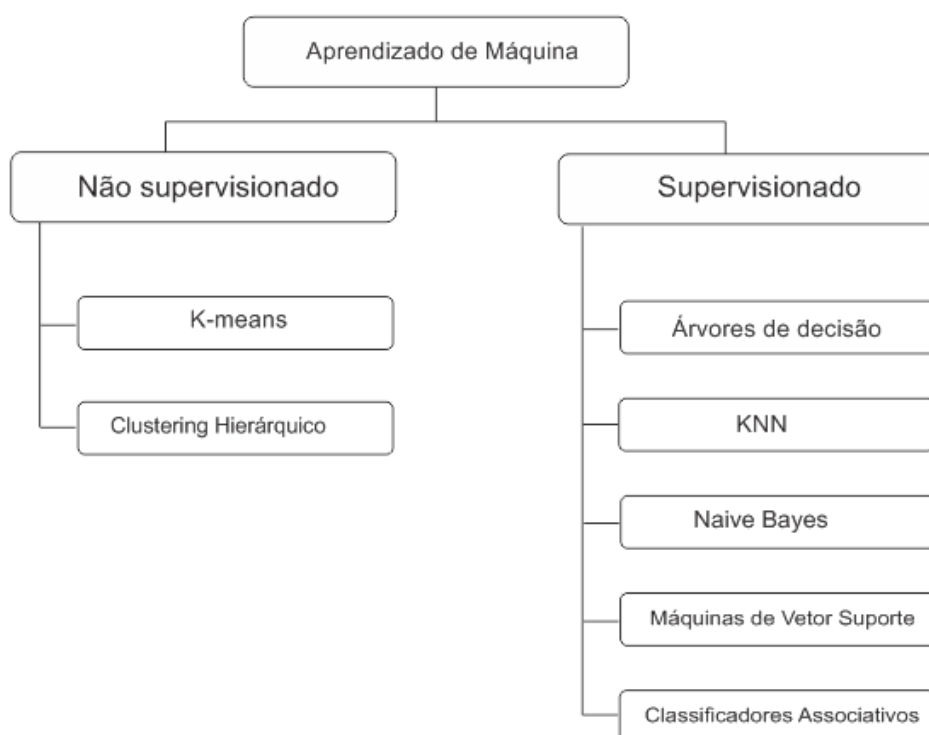 Aprendizado de Máquina
Não supervisionado
Supervisionado
K-means
Clustering Hierárquico
Árvores de decisão
KNN
Naive Bayes
Máquinas de Vetor Suporte
Classificadores Associativos